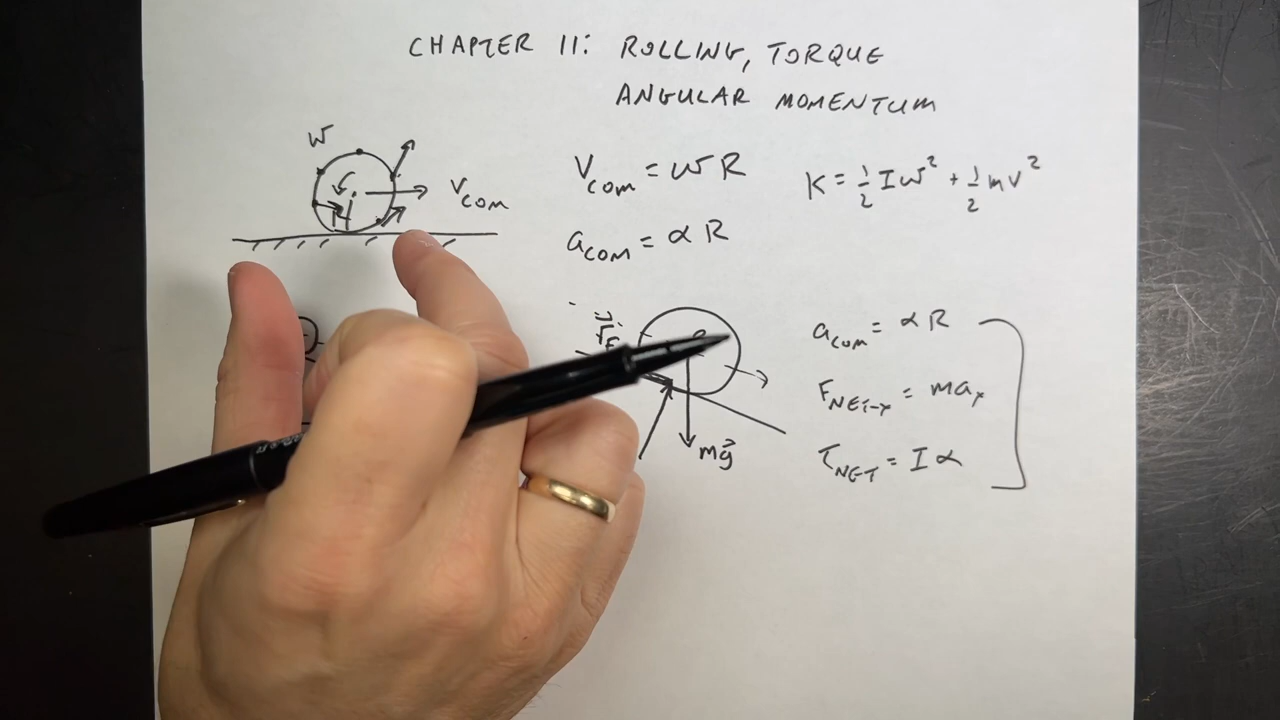 CHAPTER 11: ROLLING, TORQUE
ANGULAR MOMENTUM
ω
V_COM
V_COM = ωR
a_COM = αR
K = ½Iω² + ½mv²
mg⃗
a_COM = αR
F_NET-x = ma_x
τ_NET = Iα